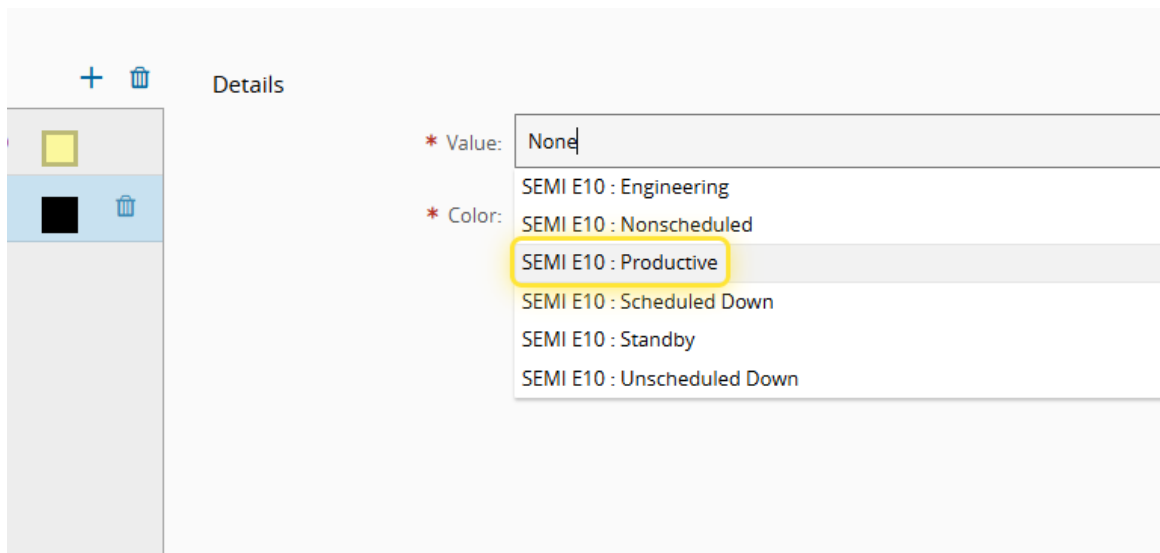 Details
* Value: None
SEMI E10 : Engineering
* Color:
SEMI E10 : Nonscheduled
SEMI E10 : Productive
SEMI E10 : Scheduled Down
SEMI E10 : Standby
SEMI E10 : Unscheduled Down